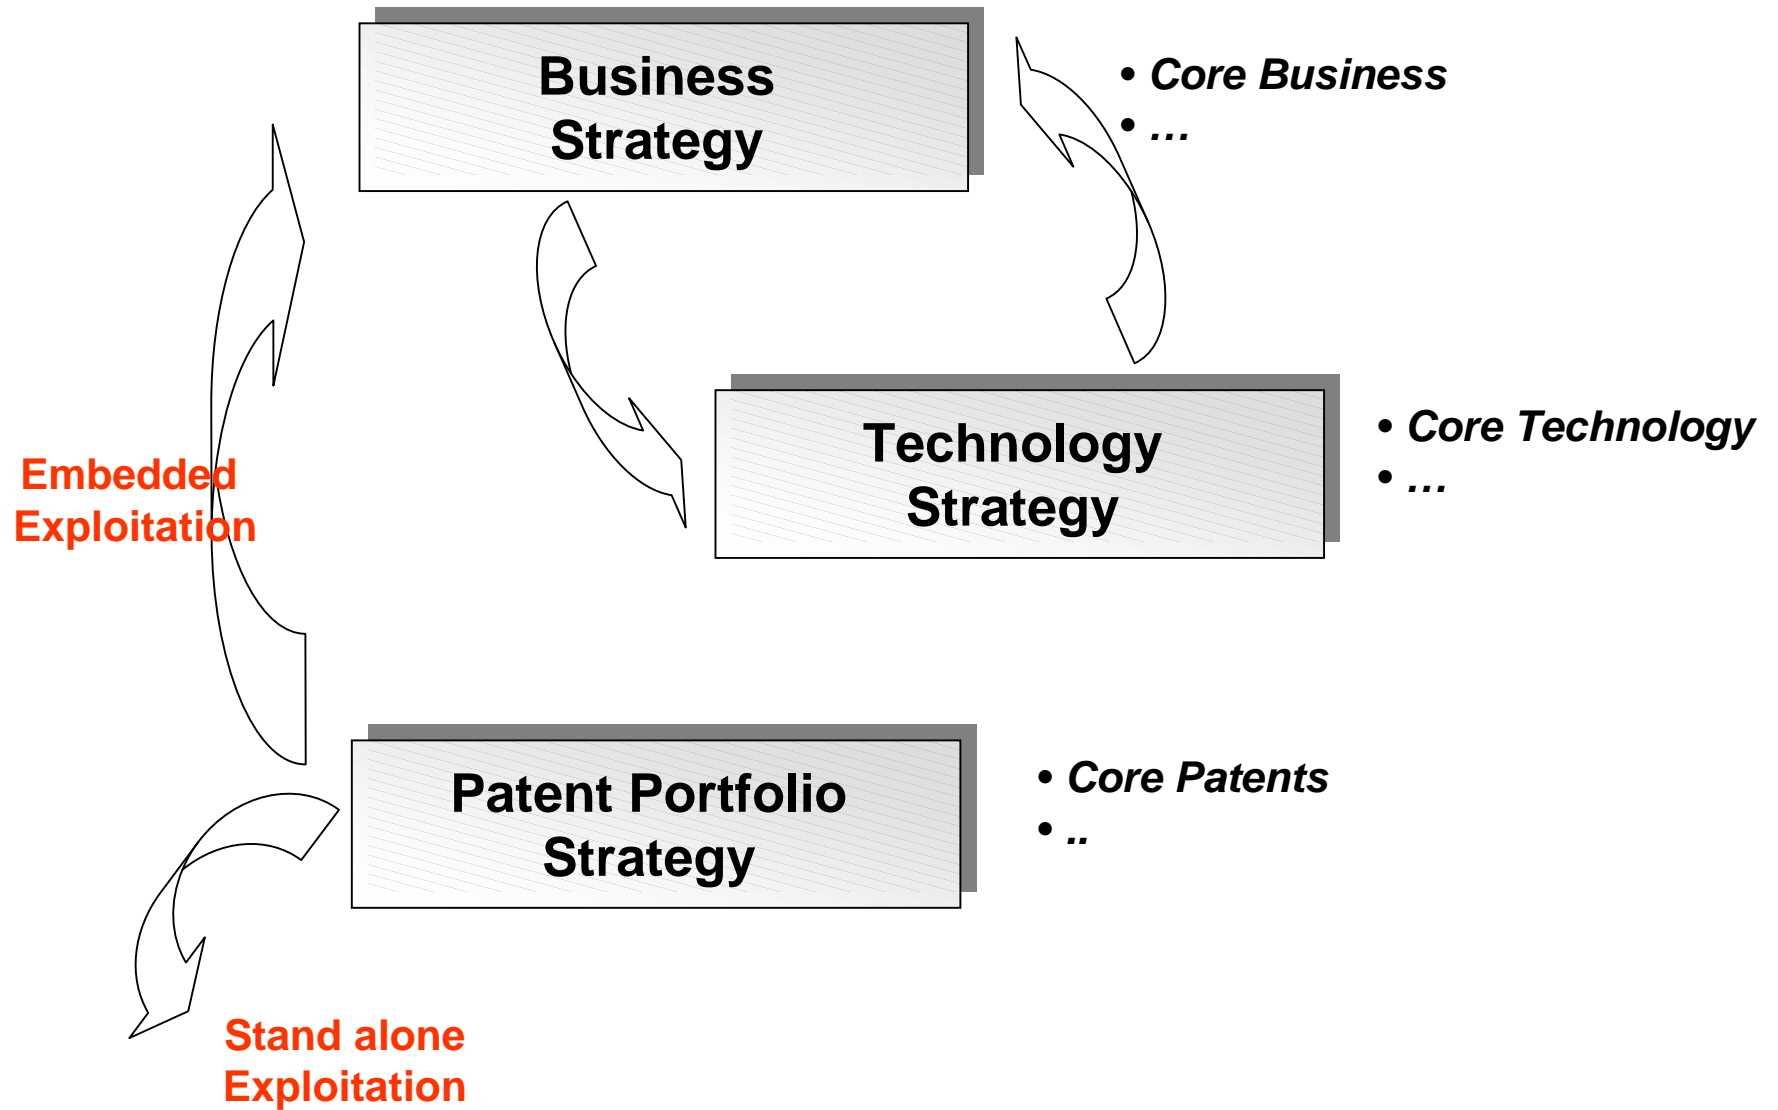 Business
Strategy
• Core Business
• …
Technology
Strategy
• Core Technology
• …
Embedded
Exploitation
Patent Portfolio
Strategy
• Core Patents
• ..
Stand alone
Exploitation